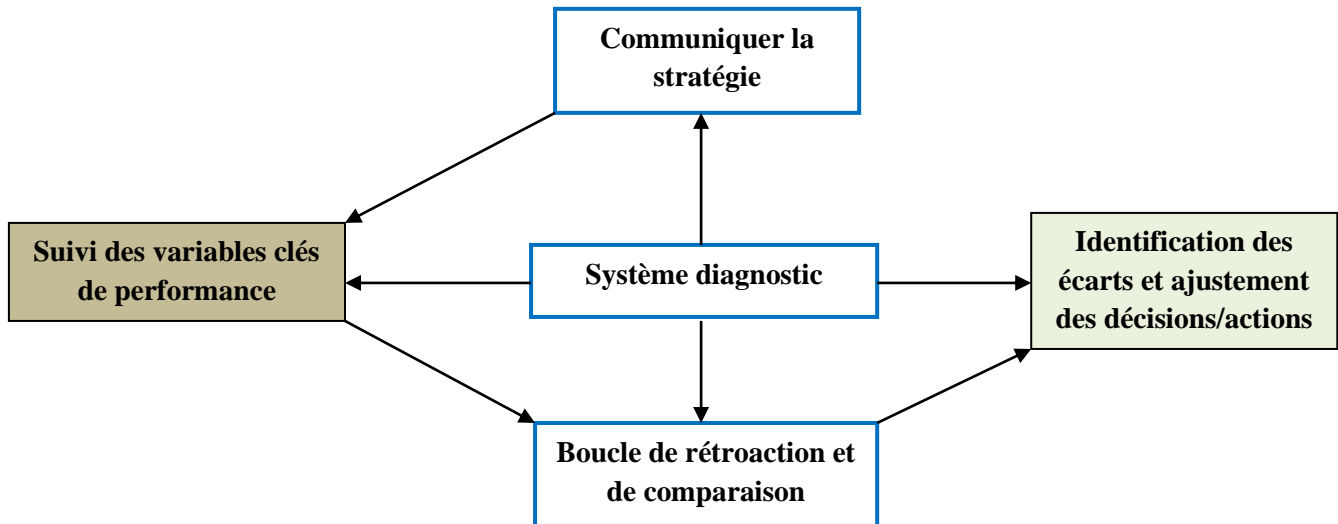 Communiquer la
stratégie
Suivi des variables clés
de performance
Système diagnostic
Identification des
écarts et ajustement
des décisions/actions
Boucle de rétroaction et
de comparaison